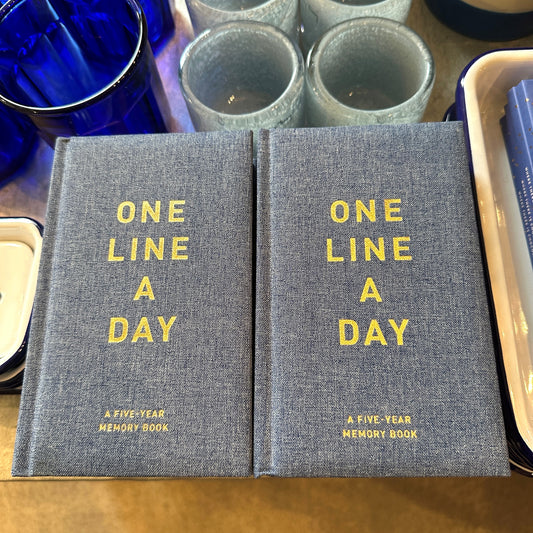 ONE
LINE
A
DAY
A FIVE-YEAR
MEMORY BOOK
ONE
LINE
A
DAY
A FIVE-YEAR
MEMORY BOOK